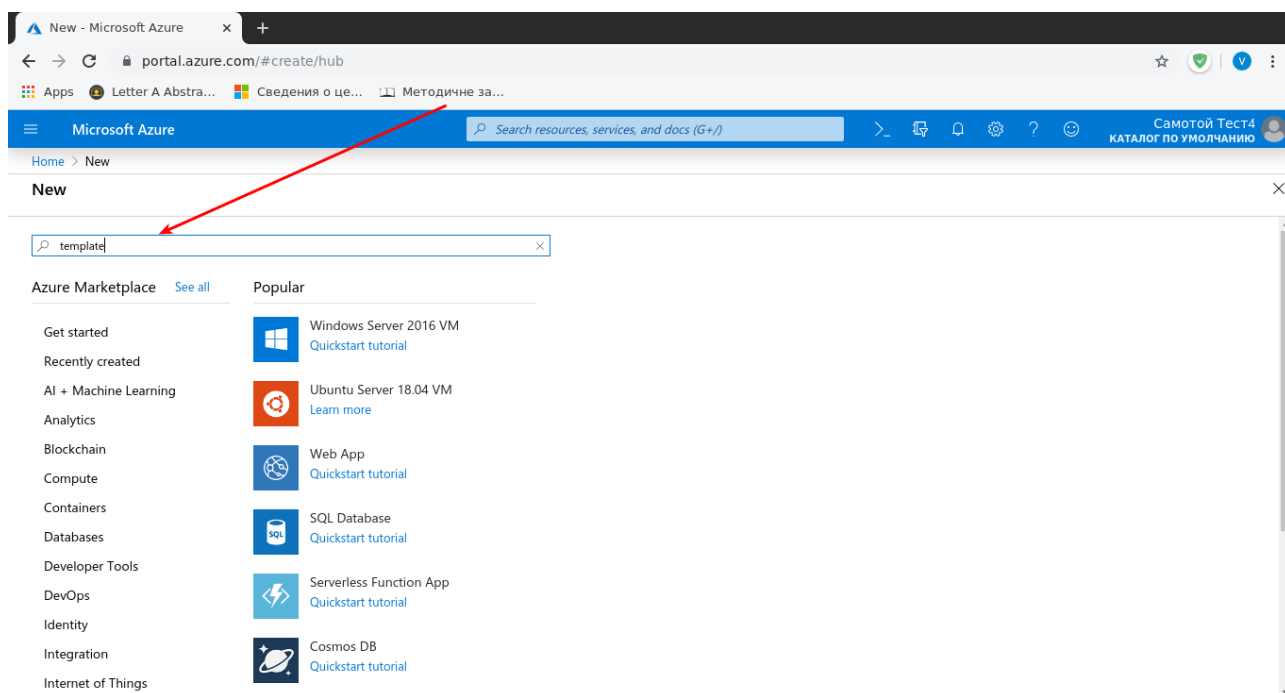 New - Microsoft Azure
portal.azure.com/#create/hub
V
Apps Letter A Abstra... Сведения о це... Методичне за...
Microsoft Azure
Search resources, services, and docs (G+/)
Самотой Тест4
КАТАЛОГ ПО УМОЛЧАНИЮ
Home > New
New
template
Azure Marketplace See all
Popular
Get started
Recently created
AI + Machine Learning
Analytics
Blockchain
Compute
Containers
Databases
Developer Tools
DevOps
Identity
Integration
Internet of Things
Windows Server 2016 VM
Quickstart tutorial
Ubuntu Server 18.04 VM
Learn more
Web App
Quickstart tutorial
SQL
SQL Database
Quickstart tutorial
Serverless Function App
Quickstart tutorial
Cosmos DB
Quickstart tutorial